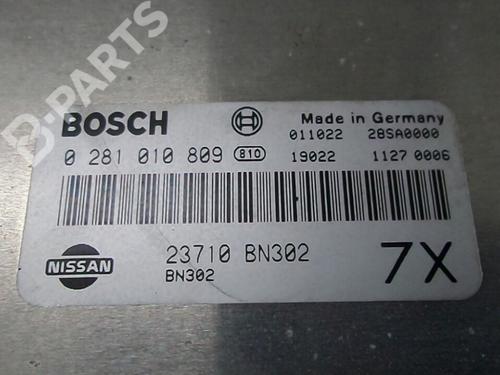 B-PARTS
BOSCH Made in Germany
011022 28SA0000
0 281 010 809 810 19022 1127 0006
NISSAN 23710 BN302 7X
BN302